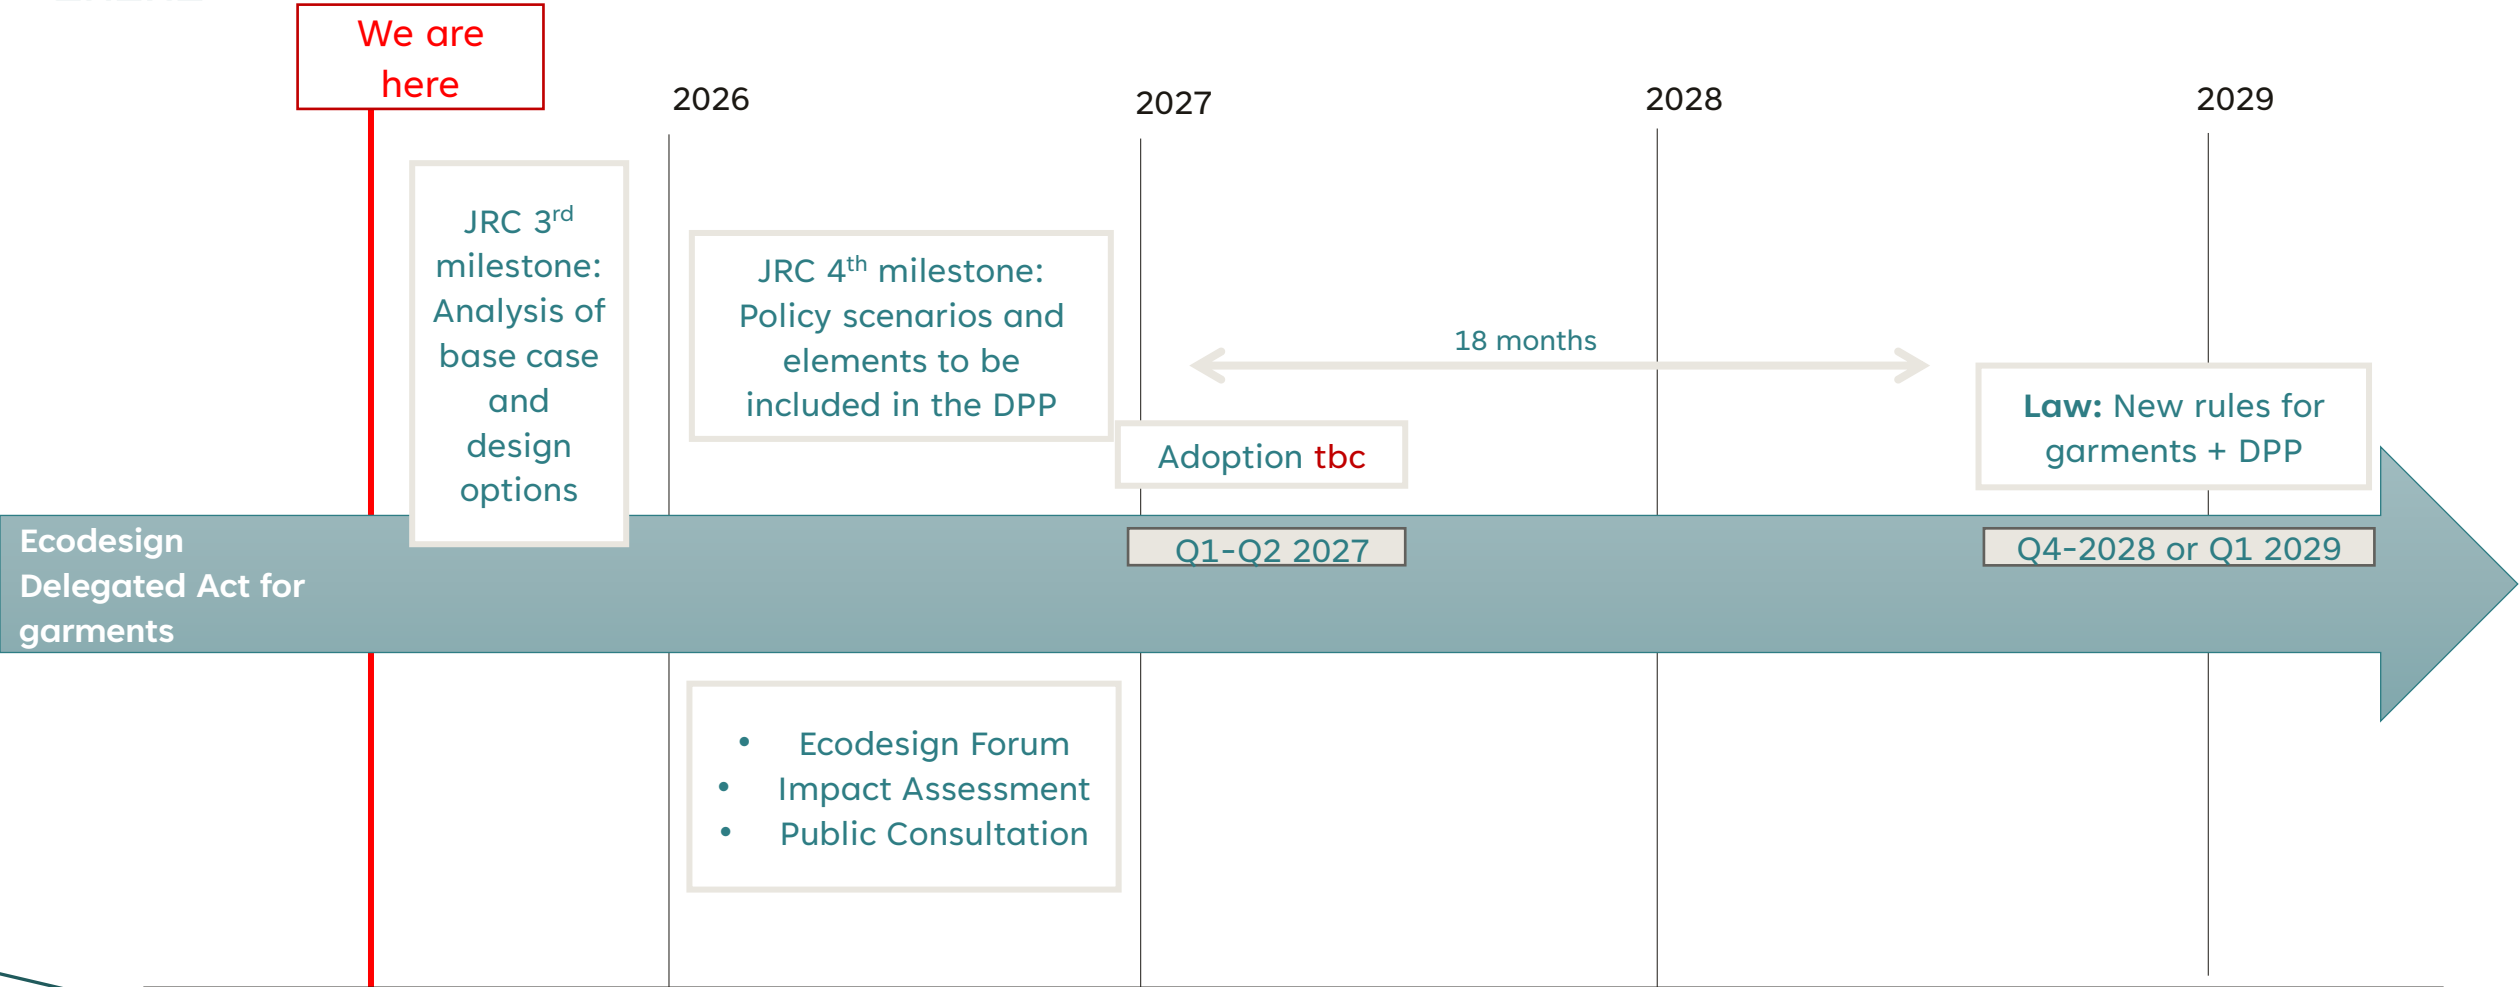 We are
here
2026
2027
2028
2029
JRC 3rd
milestone:
Analysis of
base case
and
design
options
JRC 4th milestone:
Policy scenarios and
elements to be
included in the DPP
18 months
Adoption tbc
Law: New rules for
garments + DPP
Ecodesign
Delegated Act for
garments
Q1-Q2 2027
Q4-2028 or Q1 2029
• Ecodesign Forum
• Impact Assessment
• Public Consultation